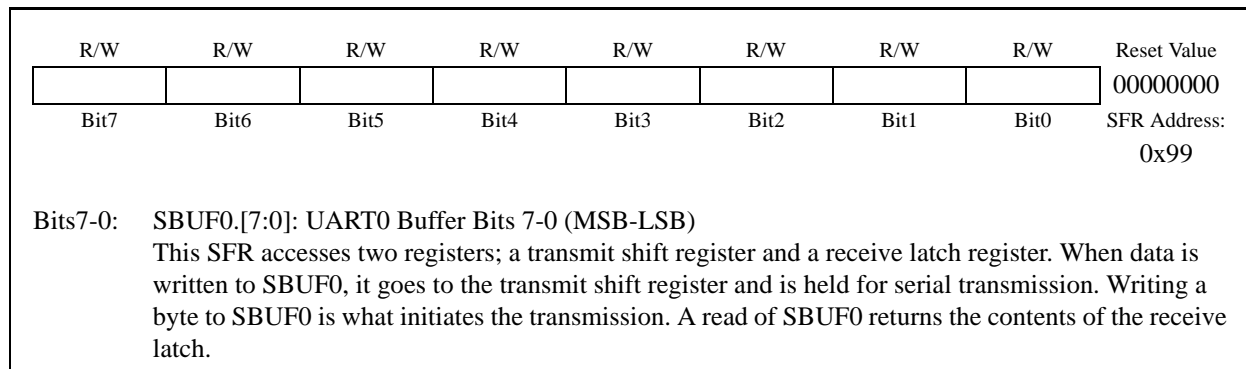 R/W R/W R/W R/W R/W R/W R/W R/W Reset Value
00000000
Bit7 Bit6 Bit5 Bit4 Bit3 Bit2 Bit1 Bit0 SFR Address:
0x99
Bits7-0: SBUF0.[7:0]: UART0 Buffer Bits 7-0 (MSB-LSB)
This SFR accesses two registers; a transmit shift register and a receive latch register. When data is
written to SBUF0, it goes to the transmit shift register and is held for serial transmission. Writing a
byte to SBUF0 is what initiates the transmission. A read of SBUF0 returns the contents of the receive
latch.